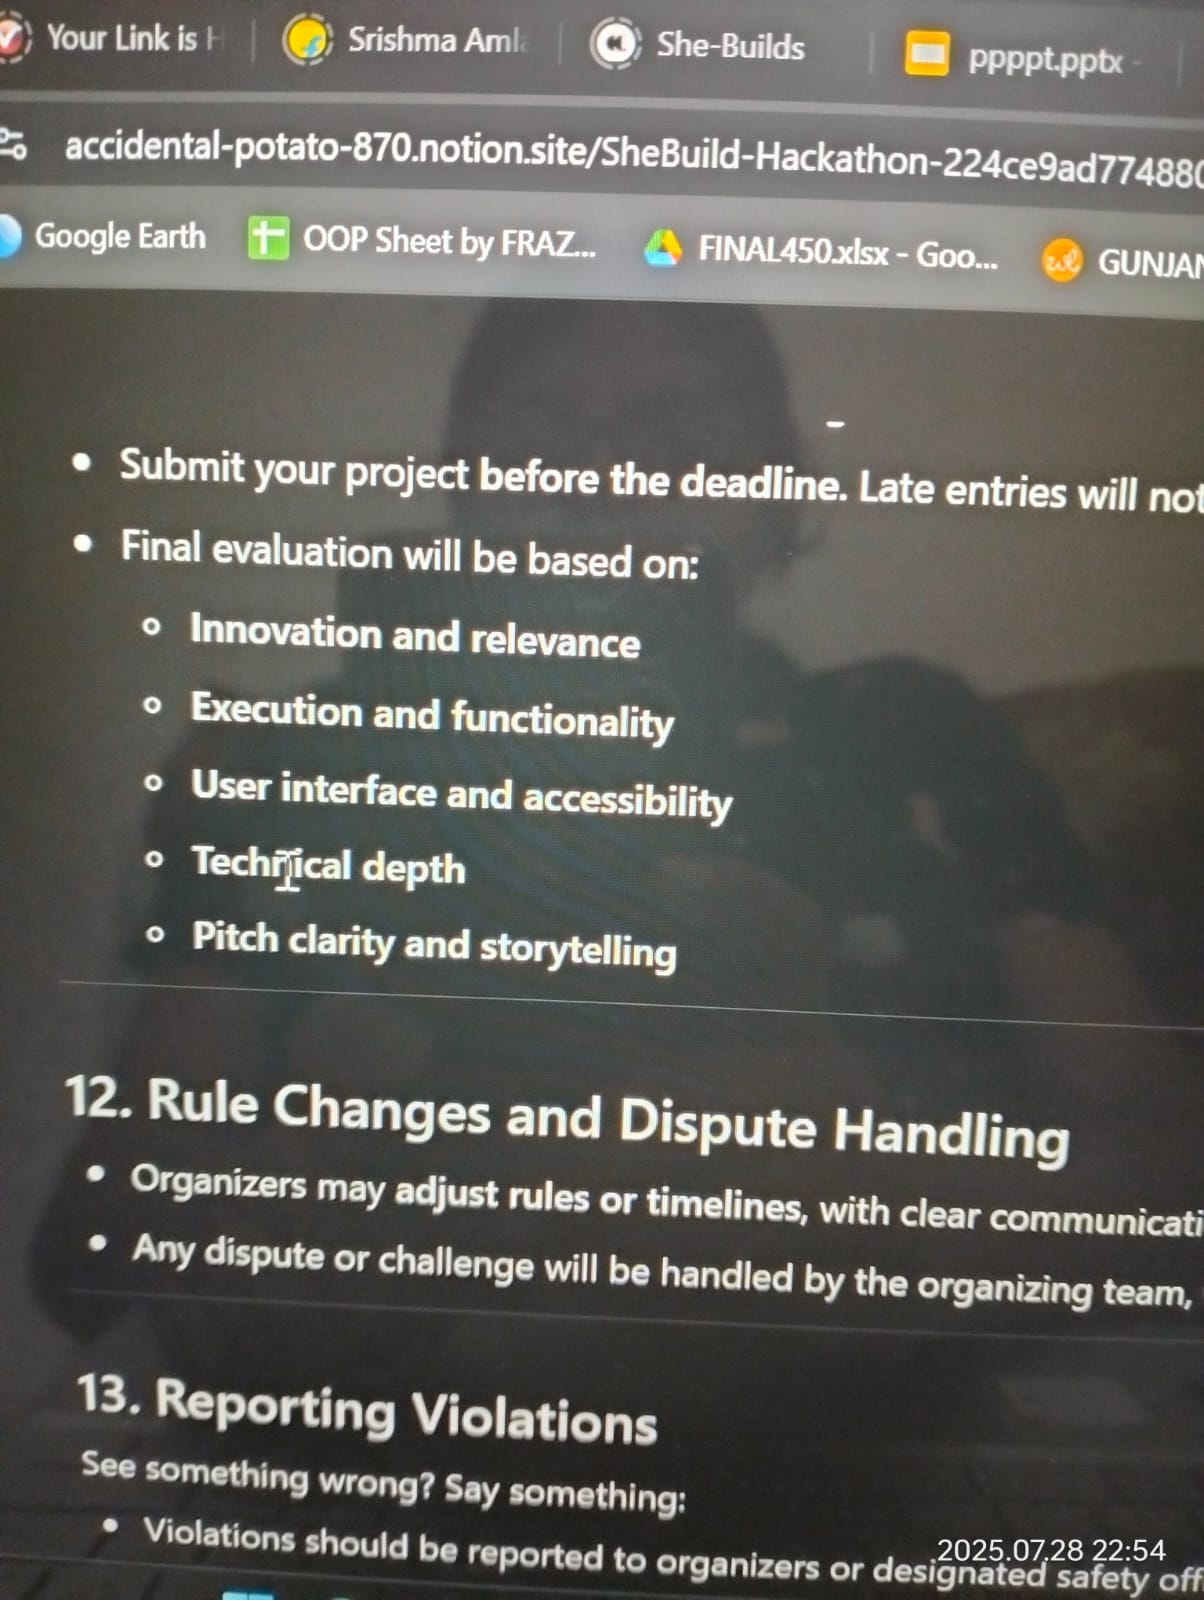 Your Link is
Srishma Aml
She-Builds
ppppt.pptx -
accidental-potato-870.notion.site/SheBuild-Hackathon-224ce9ad774880
Google Earth
OOP Sheet by FRAZ...
FINAL450.xlsx - Goo...
GUNJAN
Submit your project before the deadline. Late entries will not
Final evaluation will be based on:
Innovation and relevance
Execution and functionality
User interface and accessibility
Technical depth
Pitch clarity and storytelling
12. Rule Changes and Dispute Handling
Organizers may adjust rules or timelines, with clear communicati
Any dispute or challenge will be handled by the organizing team,
13. Reporting Violations
See something wrong? Say something:
Violations should be reported to organizers or designated safety off
2025.07.28 22:54